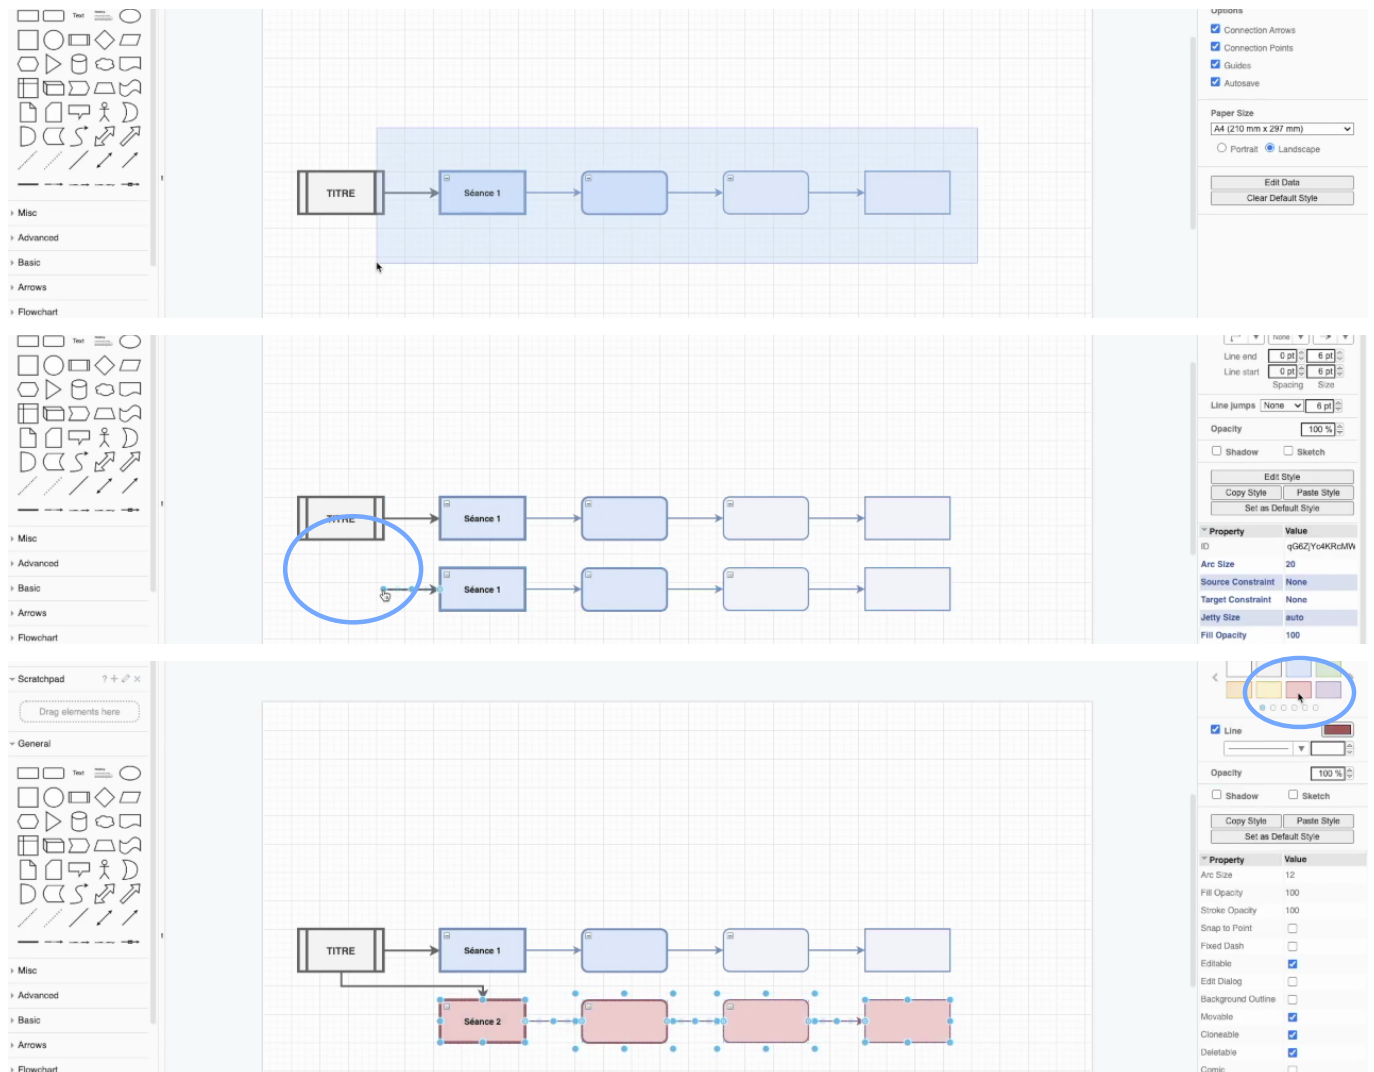 Text
Misc
Advanced
Basic
Arrows
Flowchart
TITRE
Séance 1
Options
Connection Arrows
Connection Points
Guides
Autosave
Paper Size
A4 (210 mm x 297 mm)
Portrait Landscape
Edit Data
Clear Default Style
Text
Misc
Advanced
Basic
Arrows
Flowchart
TITRE
Séance 1
Séance 1
None
Line end 0 pt 6 pt
Line start 0 pt 6 pt
Spacing Size
Line jumps None 6 pt
Opacity 100 %
Shadow Sketch
Edit Style
Copy Style Paste Style
Set as Default Style
Property Value
ID qG6ZjYc4KRcMW
Arc Size 20
Source Constraint None
Target Constraint None
Jetty Size auto
Fill Opacity 100
Scratchpad ?
Drag elements here
General
Text
Misc
Advanced
Basic
Arrows
Flowchart
TITRE
Séance 1
Séance 2
Line
Opacity 100 %
Shadow Sketch
Copy Style Paste Style
Set as Default Style
Property Value
Arc Size 12
Fill Opacity 100
Stroke Opacity 100
Snap to Point
Fixed Dash
Editable
Edit Dialog
Background Outline
Movable
Cloneable
Deletable
Comic